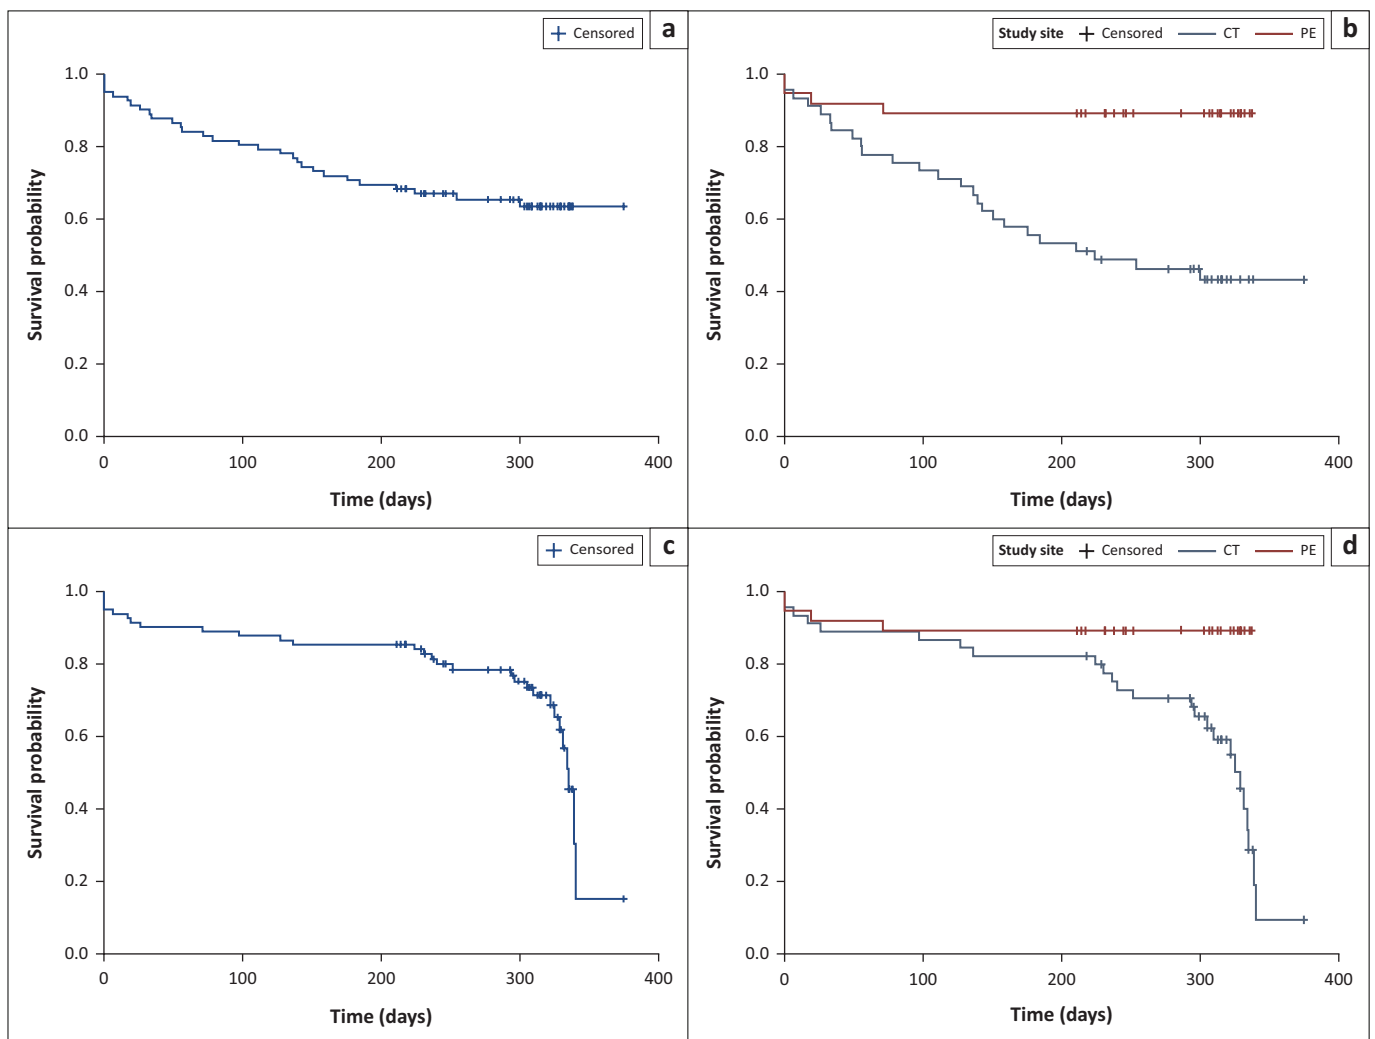 Censored
a
1.0
0.8
0.6
0.4
0.2
0.0
Survival probability
0 100 200 300 400
Time (days)
Study site Censored CT PE
b
1.0
0.8
0.6
0.4
0.2
0.0
Survival probability
0 100 200 300 400
Time (days)
Censored
c
1.0
0.8
0.6
0.4
0.2
0.0
Survival probability
0 100 200 300 400
Time (days)
Study site Censored CT PE
d
1.0
0.8
0.6
0.4
0.2
0.0
Survival probability
0 100 200 300 400
Time (days)